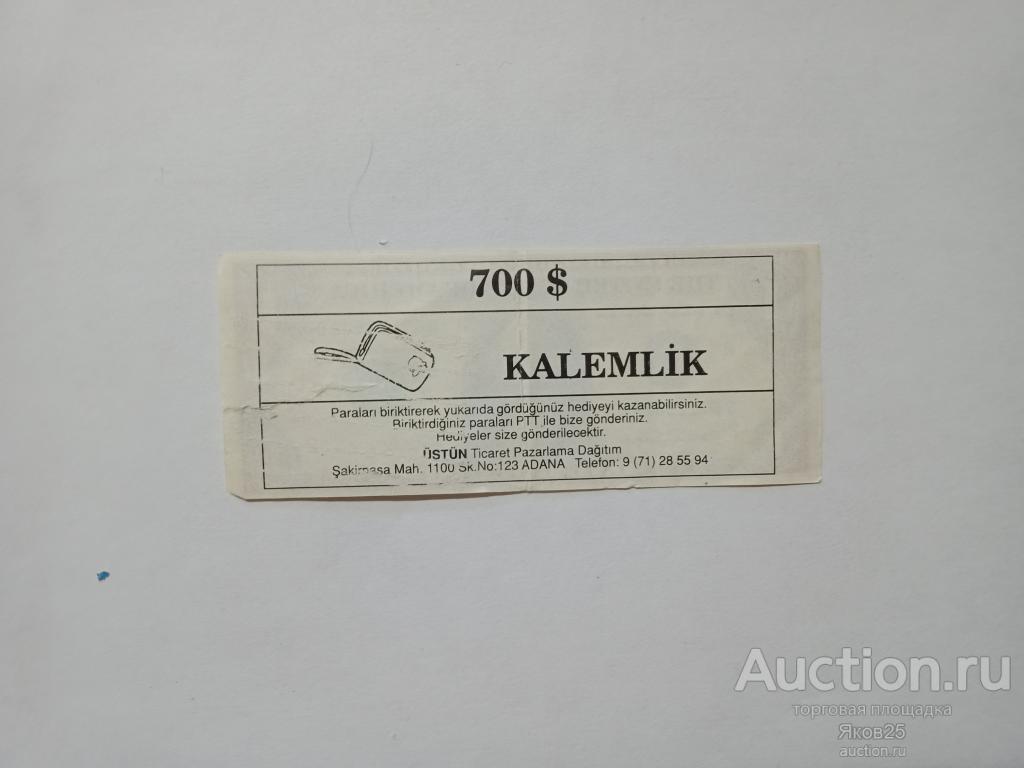 700 $
KALEMLİK
Paraları biriktirerek yukarıda gördüğünüz hediyeyi kazanabilirsiniz.
Biriktirdiğiniz paraları PTT ile bize gönderiniz.
Hediyeler size gönderilecektir.
ÜSTÜN Ticaret Pazarlama Dağıtım
Şakirpaşa Mah. 1100 Sk.No:123 ADANA Telefon: 9 (71) 28 55 94
Auction.ru
торговая площадка
Яков25
auction.ru